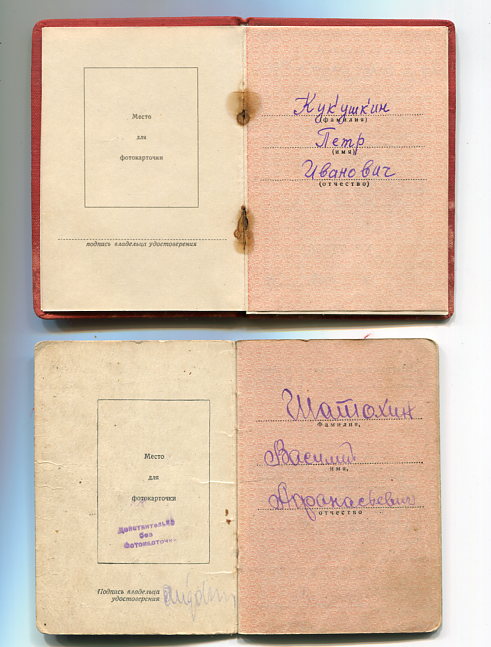 Место
для
фотокарточки
подпись владельца удостоверения
Кукушкин
(фамилия)
Петр
(имя)
Иванович
(отчество)
Место
для
фотокарточки
Действительно
без
фотокарточки
Подпись владельца
удостоверения
Шатохин
Фамилие,
Василий
имя,
Афанасьевич
отчество